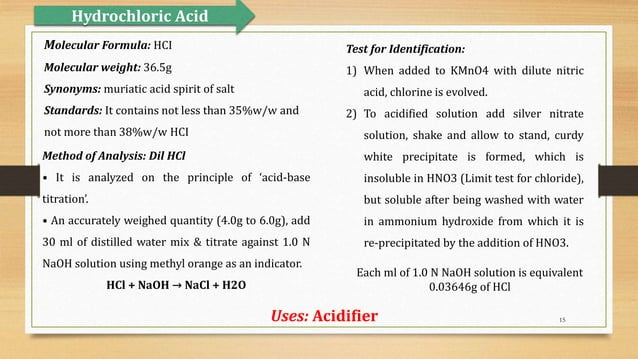 Hydrochloric Acid
Molecular Formula: HCI
Molecular weight: 36.5g
Synonyms: muriatic acid spirit of salt
Standards: It contains not less than 35%w/w and
not more than 38%w/w HCI
Method of Analysis: Dil HCl
• It is analyzed on the principle of ‘acid-base
titration’.
• An accurately weighed quantity (4.0g to 6.0g), add
30 ml of distilled water mix & titrate against 1.0 N
NaOH solution using methyl orange as an indicator.
HCl + NaOH → NaCl + H2O
Test for Identification:
1) When added to KMnO4 with dilute nitric
acid, chlorine is evolved.
2) To acidified solution add silver nitrate
solution, shake and allow to stand, curdy
white precipitate is formed, which is
insoluble in HNO3 (Limit test for chloride),
but soluble after being washed with water
in ammonium hydroxide from which it is
re-precipitated by the addition of HNO3.
Each ml of 1.0 N NaOH solution is equivalent
0.03646g of HCl
Uses: Acidifier
15